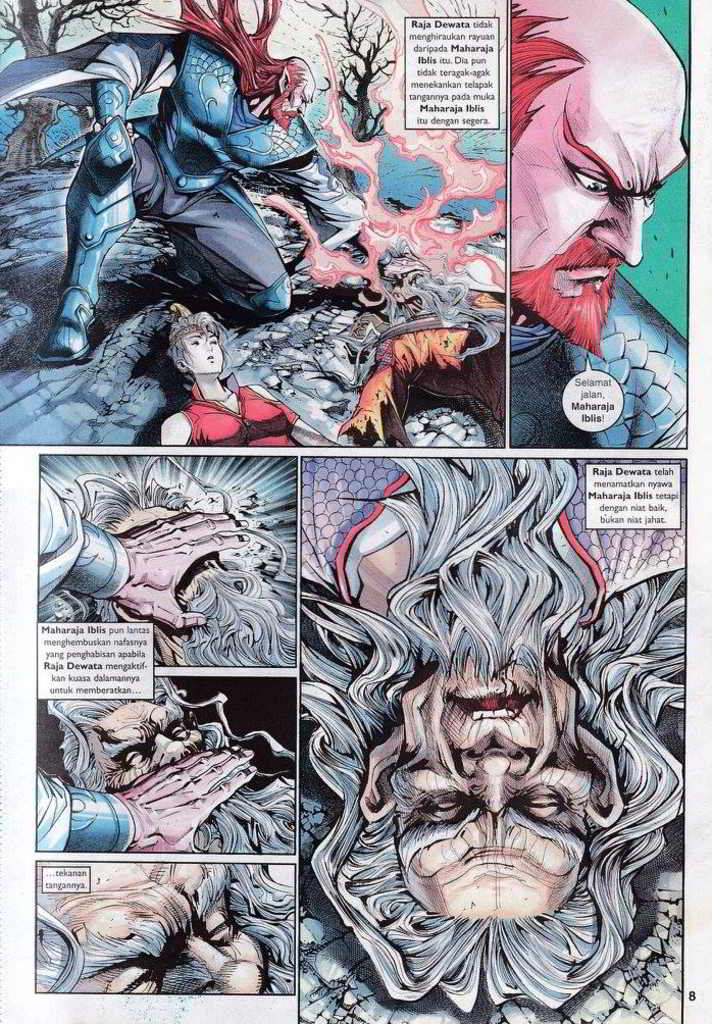 Raja Dewata tidak
menghiraukan rayuan
daripada Maharaja
Iblis itu. Dia pun
tidak teragak-agak
menekankan telapak
tangannya pada muka
Maharaja Iblis
itu dengan segera.
Selamat
jalan,
Maharaja
Iblis!
Maharaja Iblis pun lantas
menghembuskan nafasnya
yang penghabisan apabila
Raja Dewata mengaktif-
kan kuasa dalamannya
untuk memberatkan...
...tekanan
tangannya.
Raja Dewata telah
menamatkan nyawa
Maharaja Iblis tetapi
dengan niat baik,
bukan niat jahat.
8